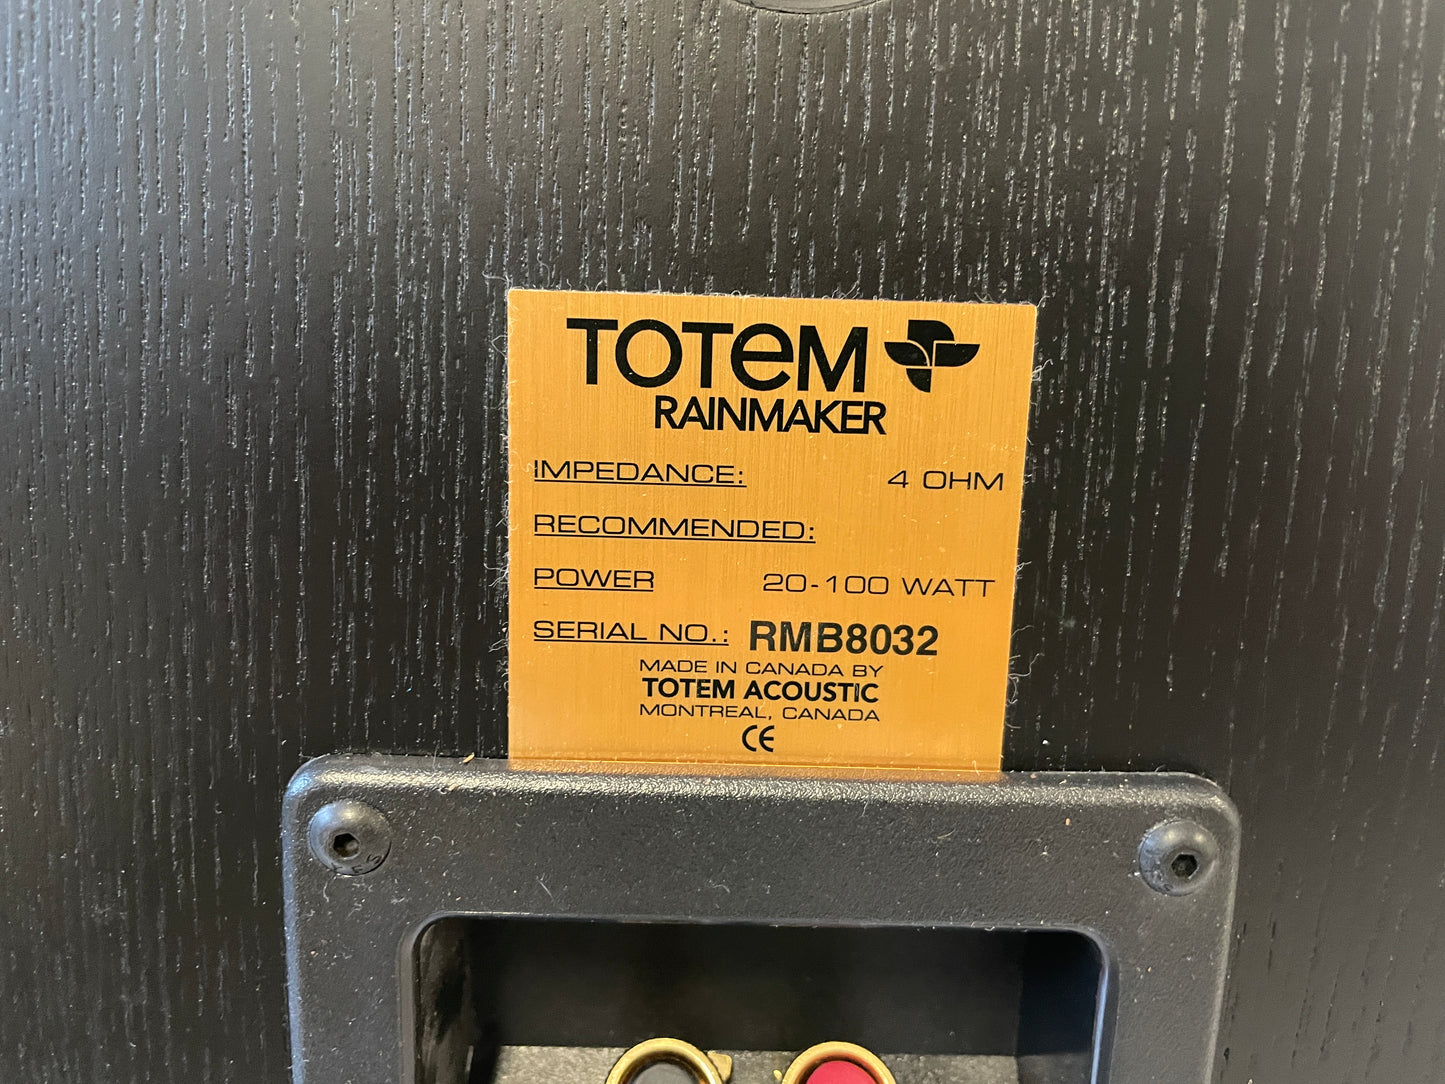 TOTEM
RAINMAKER
IMPEDANCE: 4 OHM
RECOMMENDED:
POWER 20-100 WATT
SERIAL NO.: RMB8032
MADE IN CANADA BY
TOTEM ACOUSTIC
MONTREAL, CANADA
CE